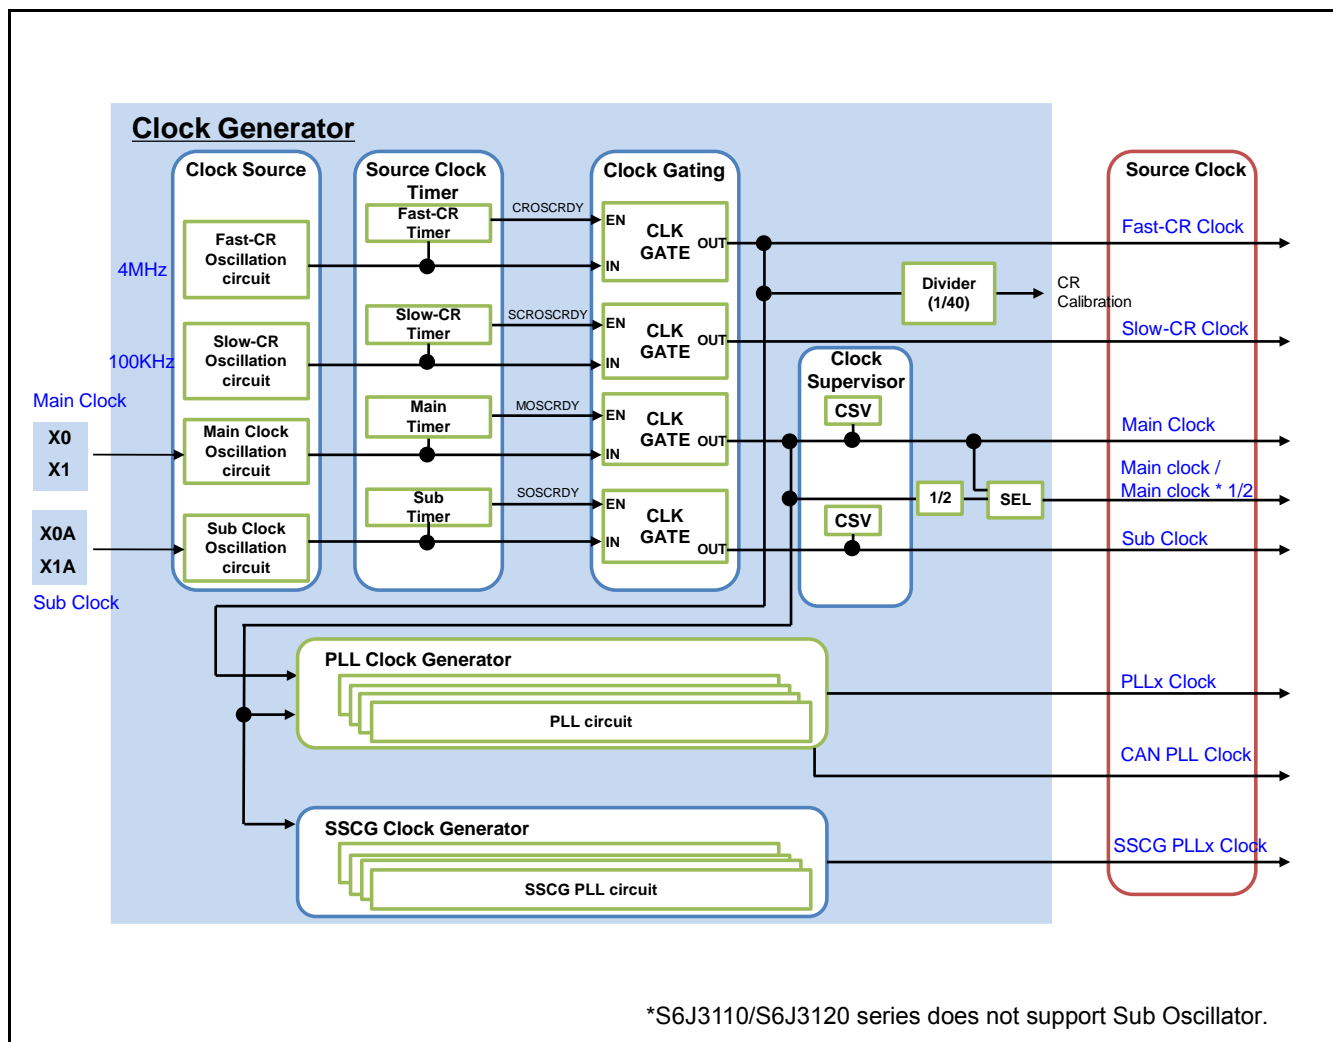 Clock Generator
Clock Source
Source Clock
Timer
Clock Gating
Source Clock
Fast-CR
Oscillation
circuit
4MHz
Fast-CR
Timer
CROSCRDY
EN
CLK
GATE
OUT
IN
Fast-CR Clock
Divider
(1/40)
CR
Calibration
Slow-CR
Oscillation
circuit
100KHz
Slow-CR
Timer
SCROSCRDY
EN
CLK
GATE
OUT
IN
Slow-CR Clock
Clock
Supervisor
Main Clock
X0
X1
Main Clock
Oscillation
circuit
Main
Timer
MOSCRDY
EN
CLK
GATE
OUT
IN
CSV
Main Clock
Main clock /
Main clock * 1/2
1/2
SEL
X0A
X1A
Sub Clock
Sub Clock
Oscillation
circuit
Sub
Timer
SOSCRDY
EN
CLK
GATE
OUT
IN
CSV
Sub Clock
PLL Clock Generator
PLL circuit
PLLx Clock
CAN PLL Clock
SSCG Clock Generator
SSCG PLL circuit
SSCG PLLx Clock
*S6J3110/S6J3120 series does not support Sub Oscillator.